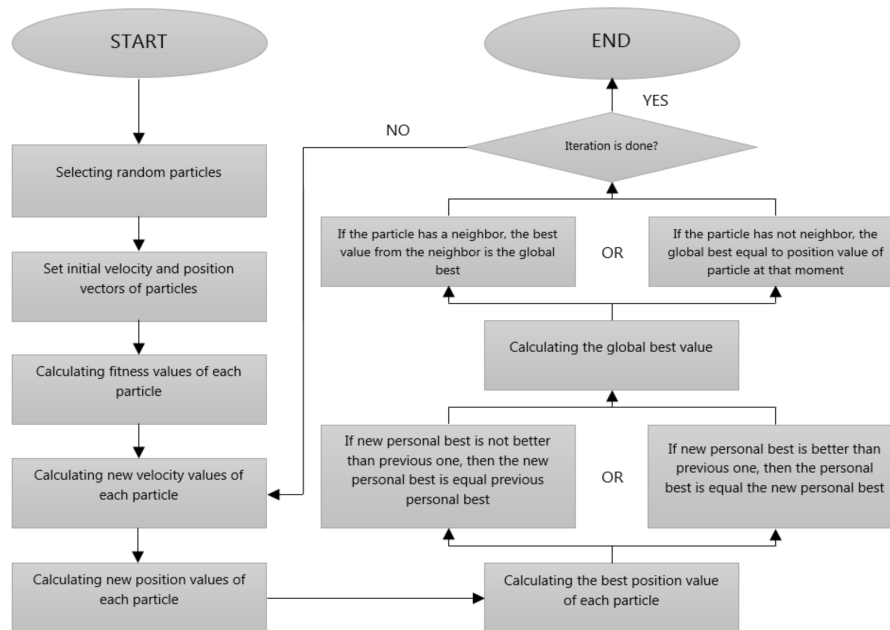 START
Selecting random particles
Set initial velocity and position
vectors of particles
Calculating fitness values of each
particle
Calculating new velocity values of
each particle
Calculating new position values of
each particle
Calculating the best position value
of each particle
If new personal best is not better
than previous one, then the new
personal best is equal previous
personal best
OR
If new personal best is better than
previous one, then the personal
best is equal the new personal best
Calculating the global best value
If the particle has a neighbor, the best
value from the neighbor is the global
best
OR
If the particle has not neighbor, the
global best equal to position value of
particle at that moment
Iteration is done?
NO
YES
END